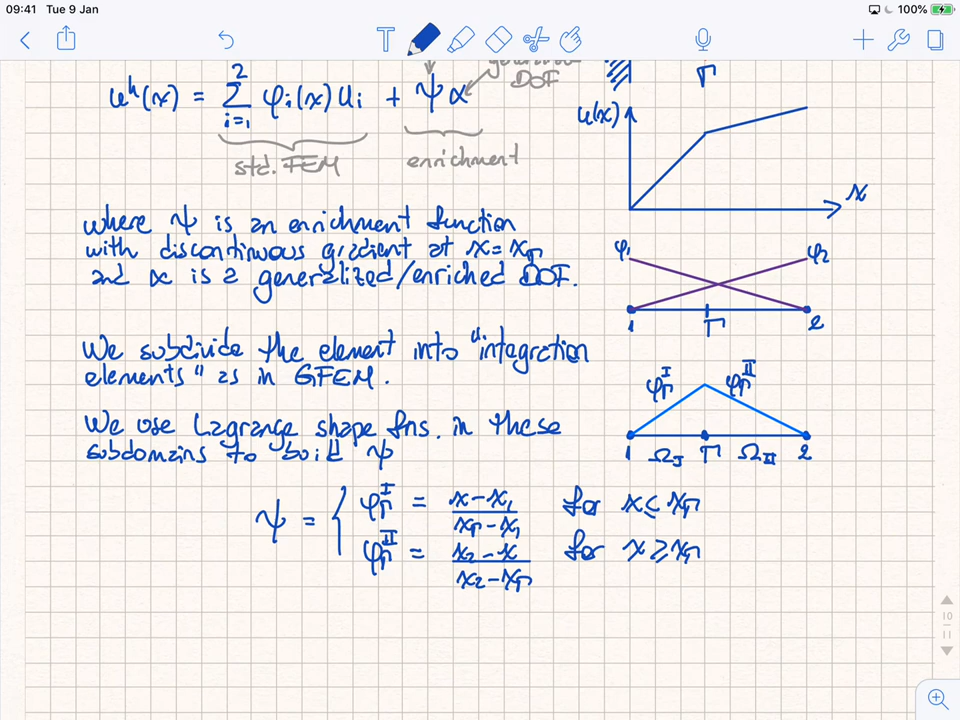 09:41 Tue 9 Jan
100%
T
2
DOF
Γ
u^h(x) = Σ φ_i(x) u_i + ψ α
i=1
std. FEM
enrichment
u(x)
x
where ψ is an enrichment function
with discontinuous gradient at x = x_Γ
and α is a generalized/enriched DOF.
φ_1
φ_2
1
Γ
2
We subdivide the element into "integration
elements" as in GFEM.
φ_Γ^I
φ_Γ^II
We use Lagrange shape fns. in these
subdomains to build ψ
1 Ω_I Γ Ω_II 2
ψ = { φ_Γ^I = (x - x_1)/(x_Γ - x_1) for x ≤ x_Γ
φ_Γ^II = (x_2 - x)/(x_2 - x_Γ) for x ≥ x_Γ
10
11